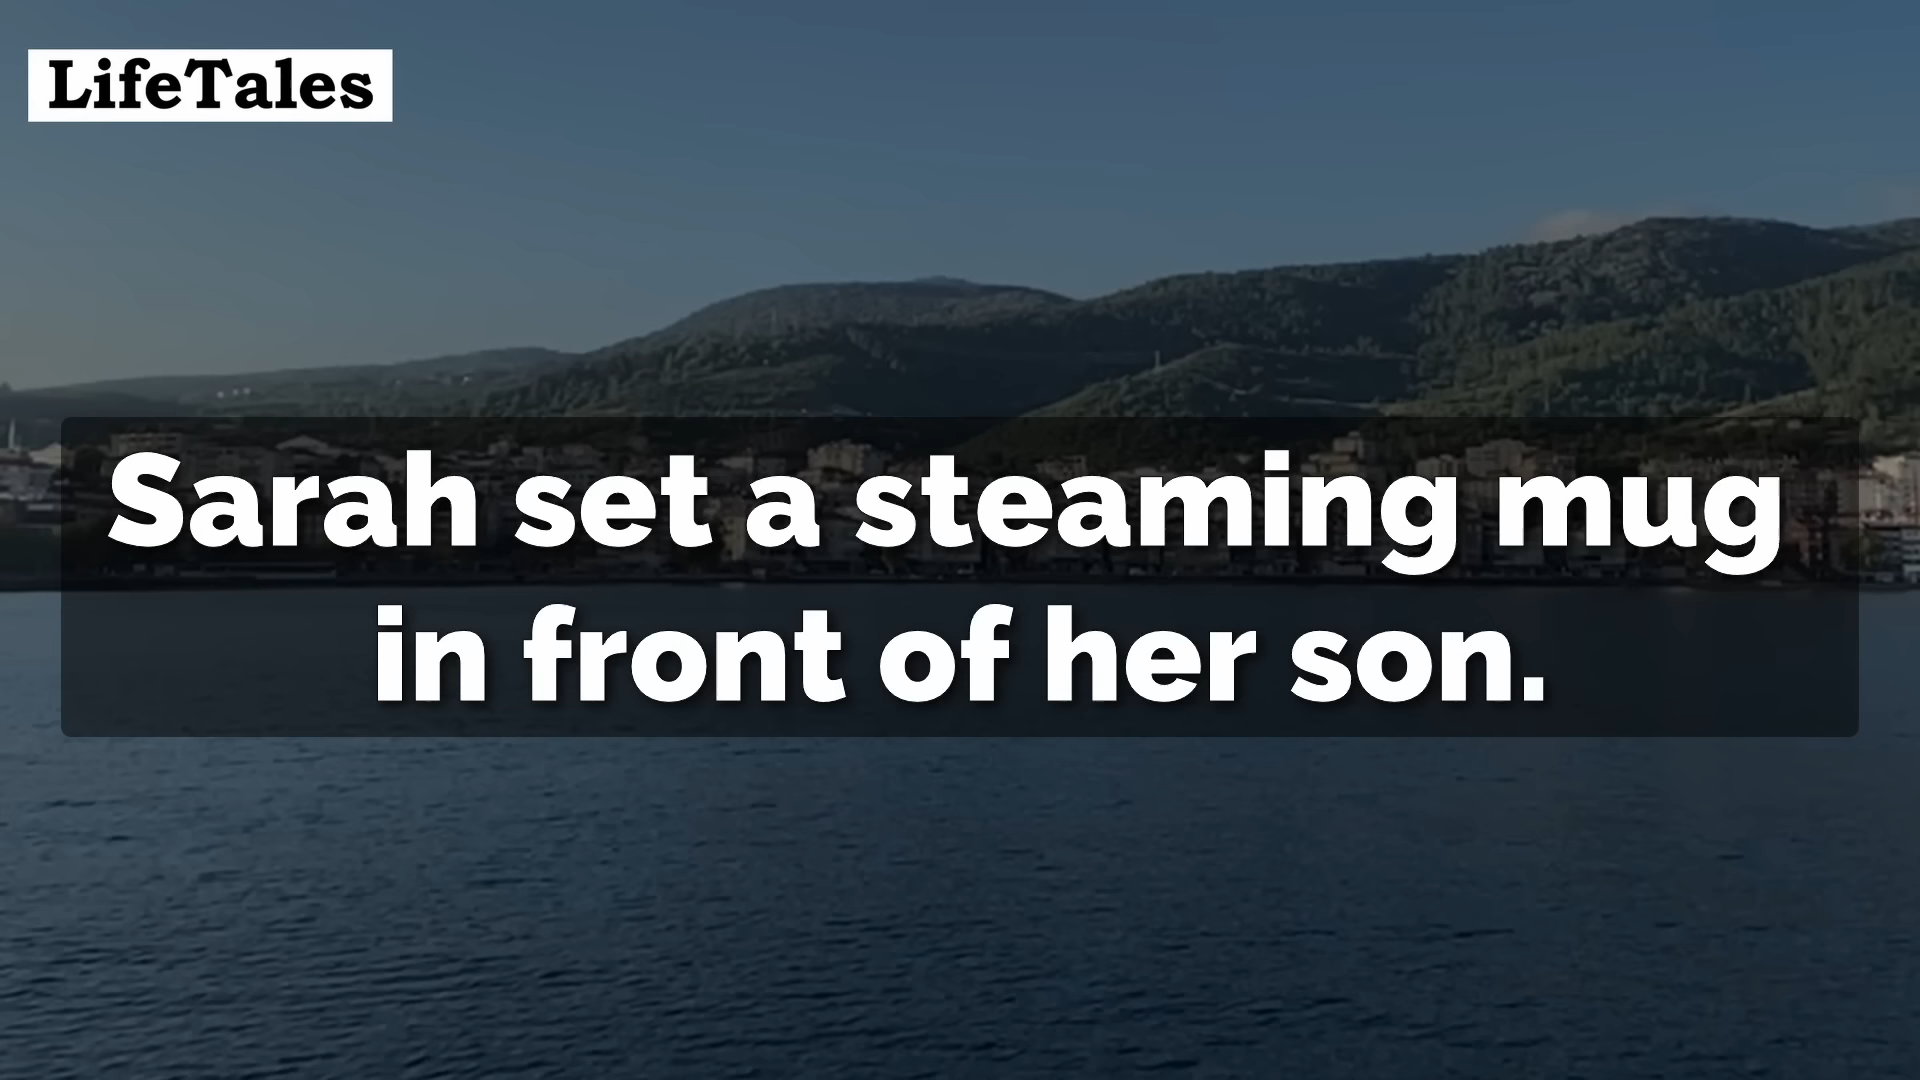 LifeTales
Sarah set a steaming mug
in front of her son.